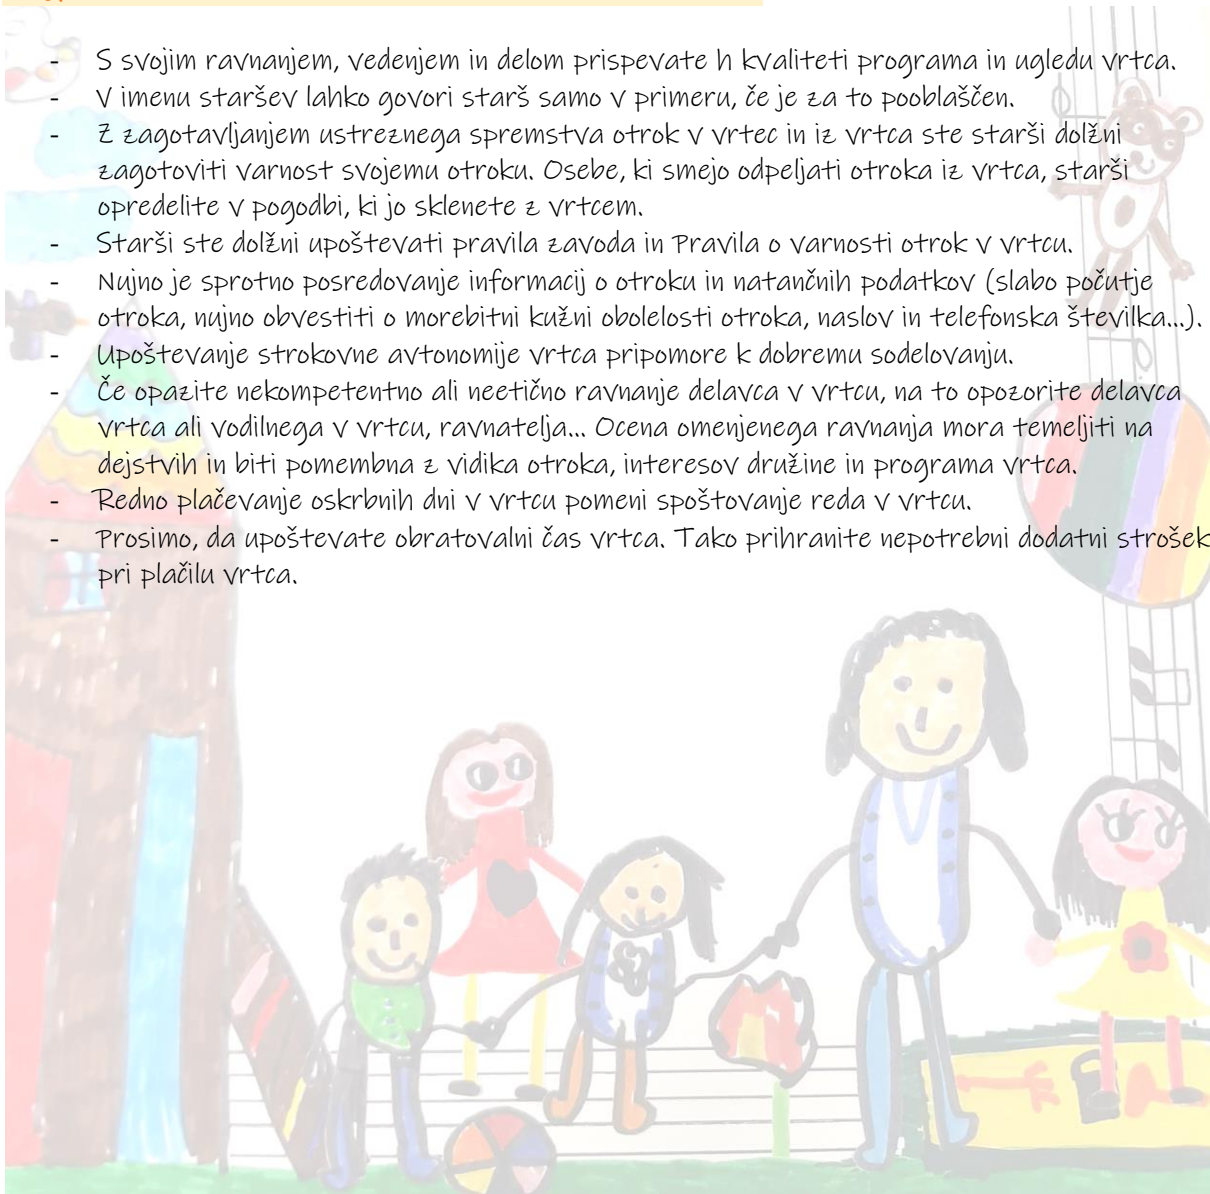 - S svojim ravnanjem, vedenjem in delom prispevate h kvaliteti programa in ugledu vrtca.
- V imenu staršev lahko govori starš samo v primeru, če je za to pooblaščen.
- Z zagotavljanjem ustreznega spremstva otrok v vrtec in iz vrtca ste starši dolžni
zagotoviti varnost svojemu otroku. Osebe, ki smejo odpeljati otroka iz vrtca, starši
opredelite v pogodbi, ki jo sklenete z vrtcem.
- Starši ste dolžni upoštevati pravila zavoda in Pravila o varnosti otrok v vrtcu.
- Nujno je sprotno posredovanje informacij o otroku in natančnih podatkov (slabo počutje
otroka, nujno obvestiti o morebitni kužni obolelosti otroka, naslov in telefonska številka...).
- Upoštevanje strokovne avtonomije vrtca pripomore k dobremu sodelovanju.
- Če opazite nekompetentno ali neetično ravnanje delavca v vrtcu, na to opozorite delavca
vrtca ali vodilnega v vrtcu, ravnatelja... Ocena omenjenega ravnanja mora temeljiti na
dejstvih in biti pomembna z vidika otroka, interesov družine in programa vrtca.
- Redno plačevanje oskrbnih dni v vrtcu pomeni spoštovanje reda v vrtcu.
- Prosimo, da upoštevate obratovalni čas vrtca. Tako prihranite nepotrebni dodatni strošek
pri plačilu vrtca.